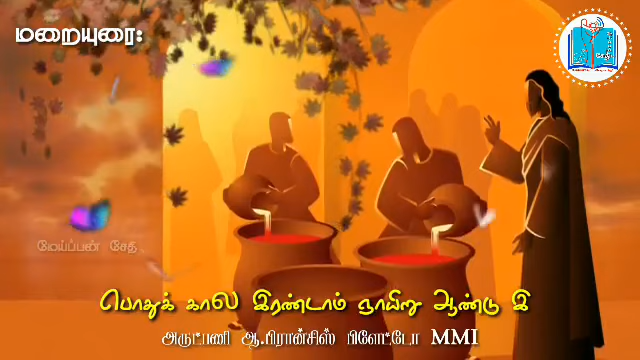 மறையுரை:
மேய்ப்பன் சேதி
பொதுக் கால இரண்டாம் ஞாயிறு ஆண்டு இ
அருட்பணி ஆ.பிரான்சிஸ் பிளேட்டோ MMI